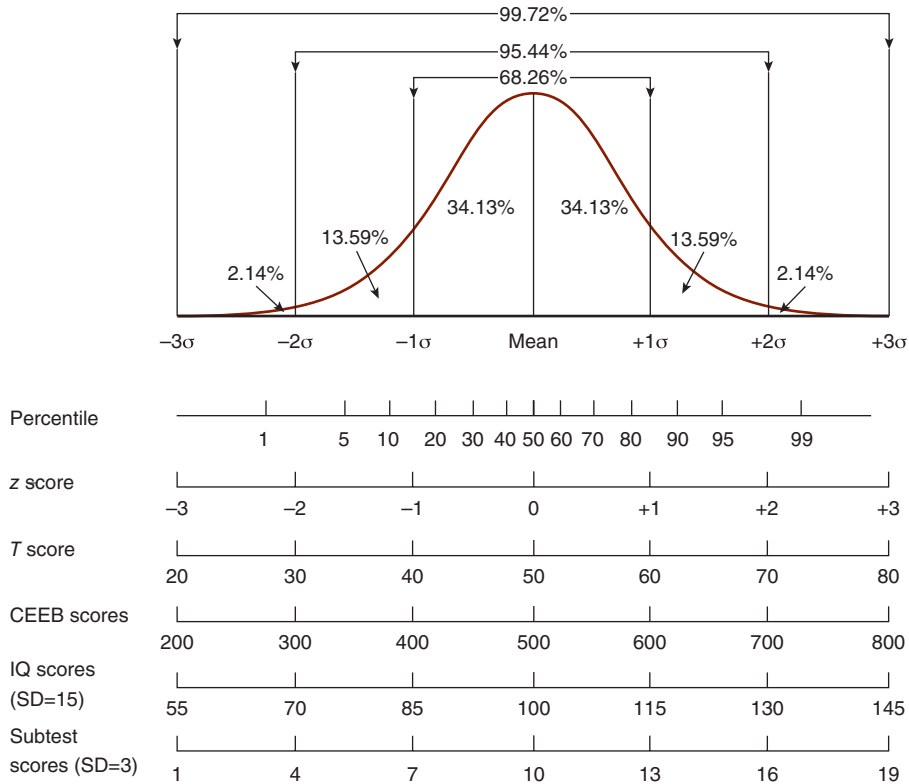 99.72%
95.44%
68.26%
34.13% 34.13%
13.59% 13.59%
2.14% 2.14%
–3σ –2σ –1σ Mean +1σ +2σ +3σ
Percentile
1 5 10 20 30 40 50 60 70 80 90 95 99
z score
–3 –2 –1 0 +1 +2 +3
T score
20 30 40 50 60 70 80
CEEB scores
200 300 400 500 600 700 800
IQ scores
(SD=15)
55 70 85 100 115 130 145
Subtest
scores (SD=3)
1 4 7 10 13 16 19